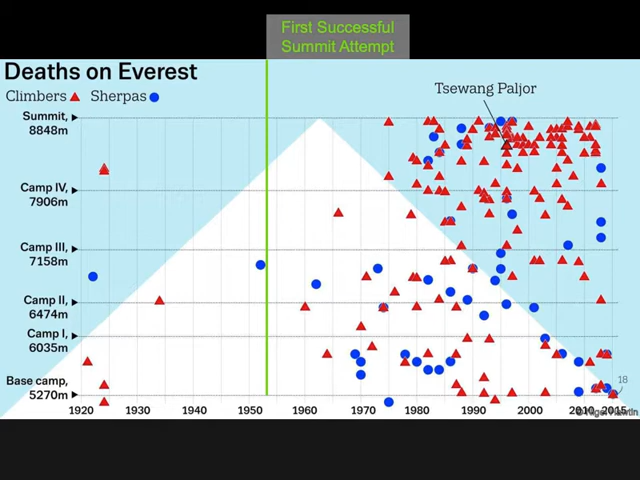 First Successful
Summit Attempt
Deaths on Everest
Climbers Sherpas
Tsewang Paljor
Summit,
8848m
Camp IV,
7906m
Camp III,
7158m
Camp II,
6474m
Camp I,
6035m
Base camp,
5270m
18
1920 1930 1940 1950 1960 1970 1980 1990 2000 2010 2015